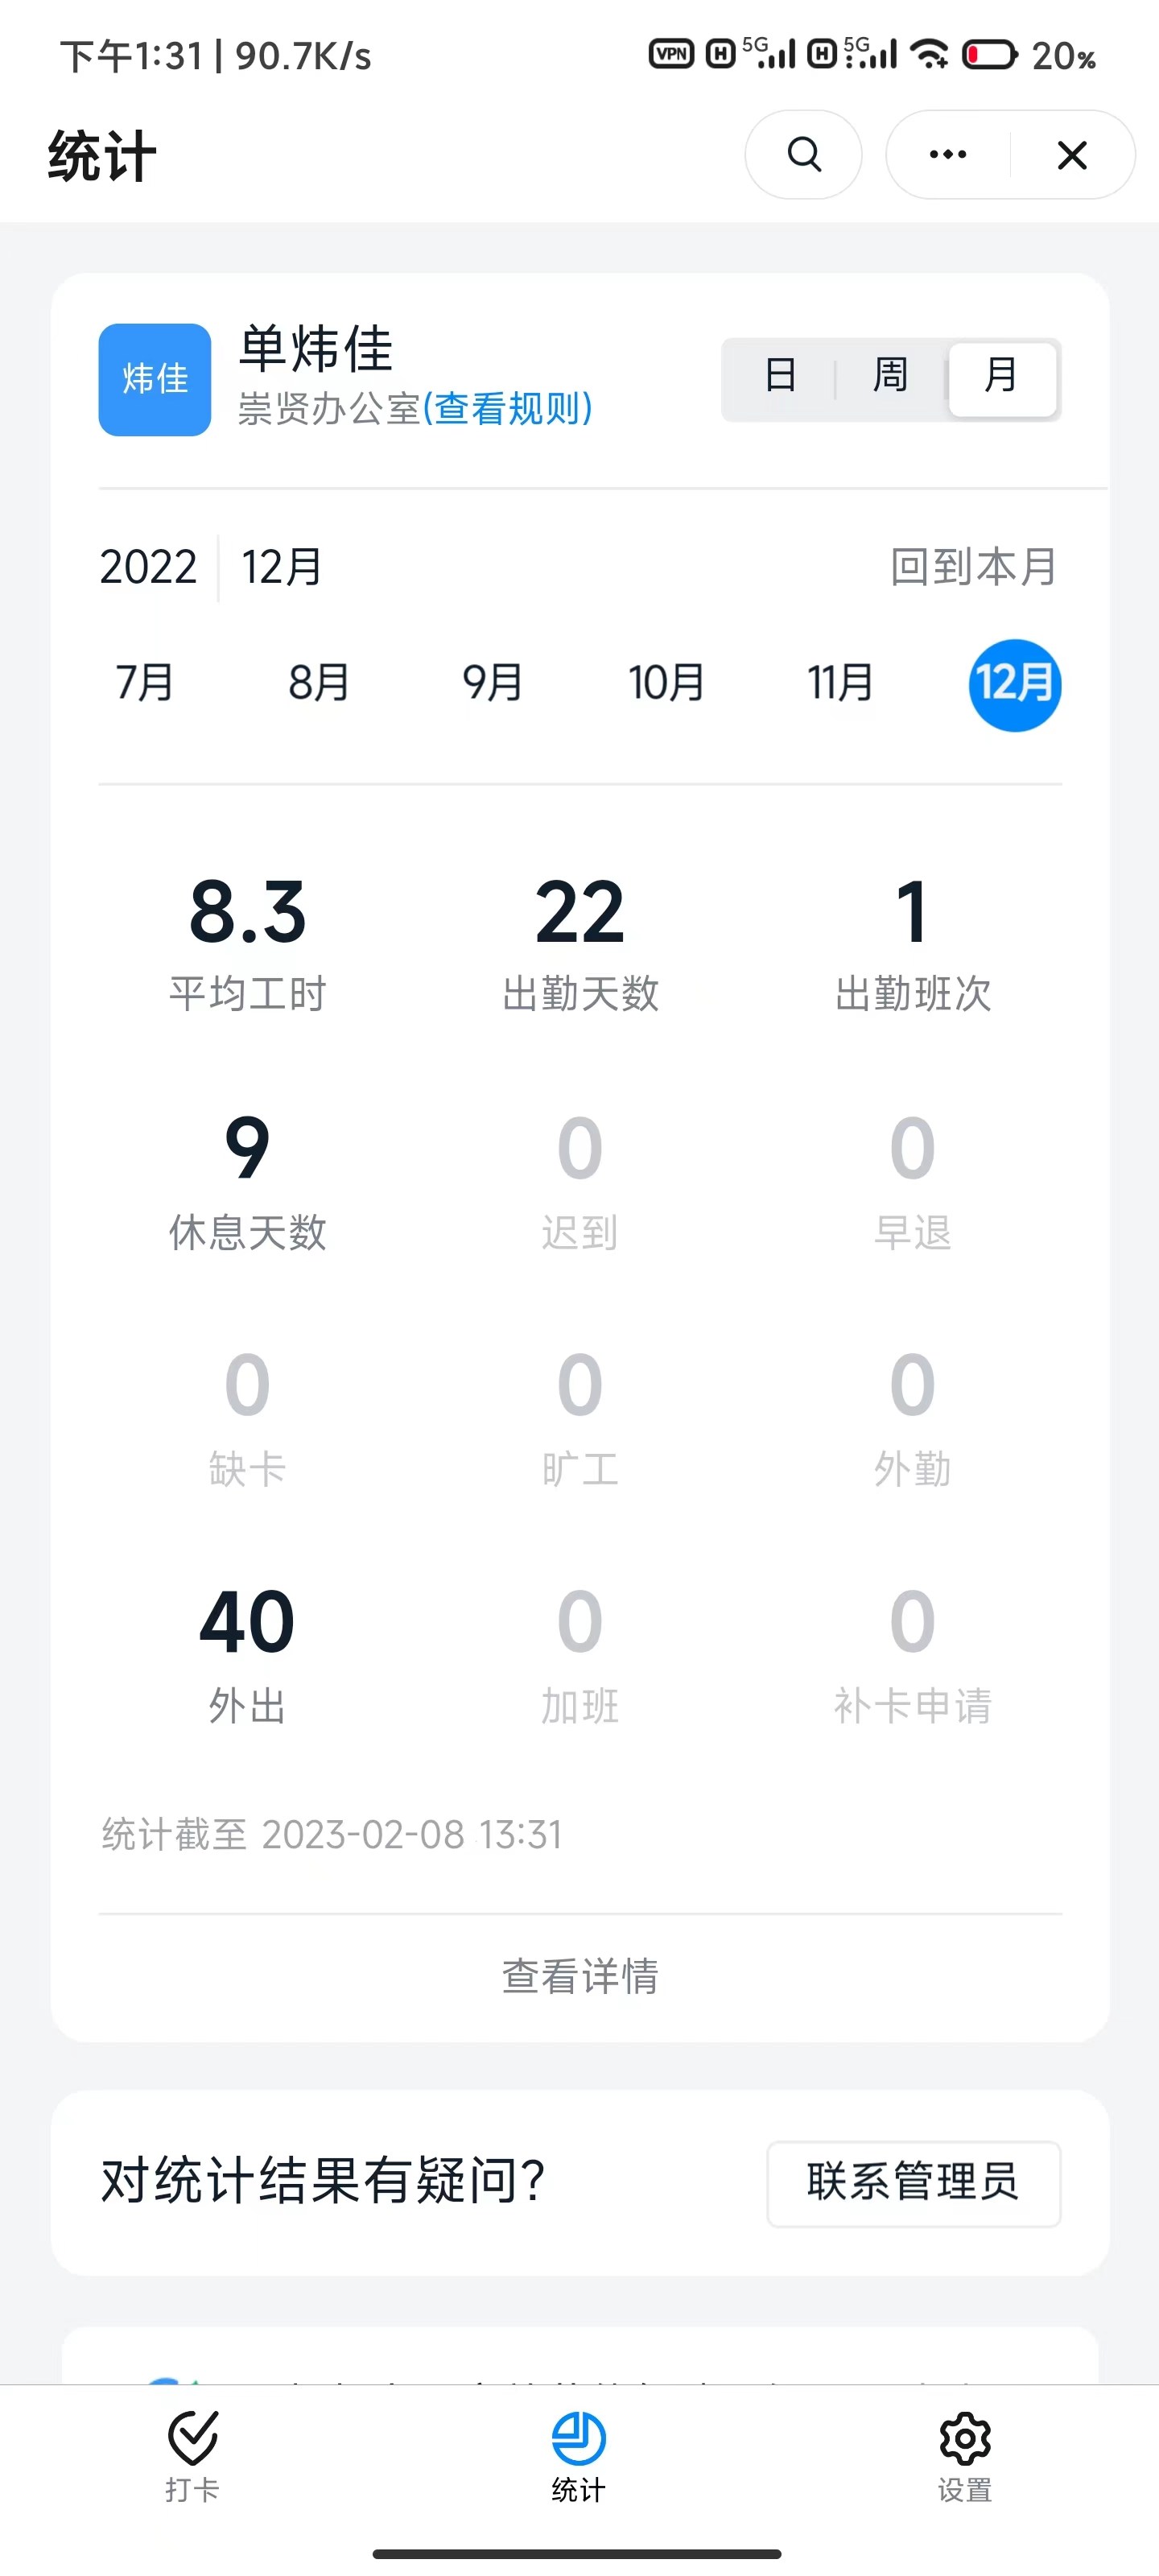 下午1:31 | 90.7K/s VPN H 5G H 5G 20%
统计
炜佳
单炜佳
崇贤办公室(查看规则)
日 周 月
2022 12月 回到本月
7月 8月 9月 10月 11月 12月
8.3 22 1
平均工时 出勤天数 出勤班次
9 0 0
休息天数 迟到 早退
0 0 0
缺卡 旷工 外勤
40 0 0
外出 加班 补卡申请
统计截至 2023-02-08 13:31
查看详情
对统计结果有疑问? 联系管理员
打卡 统计 设置